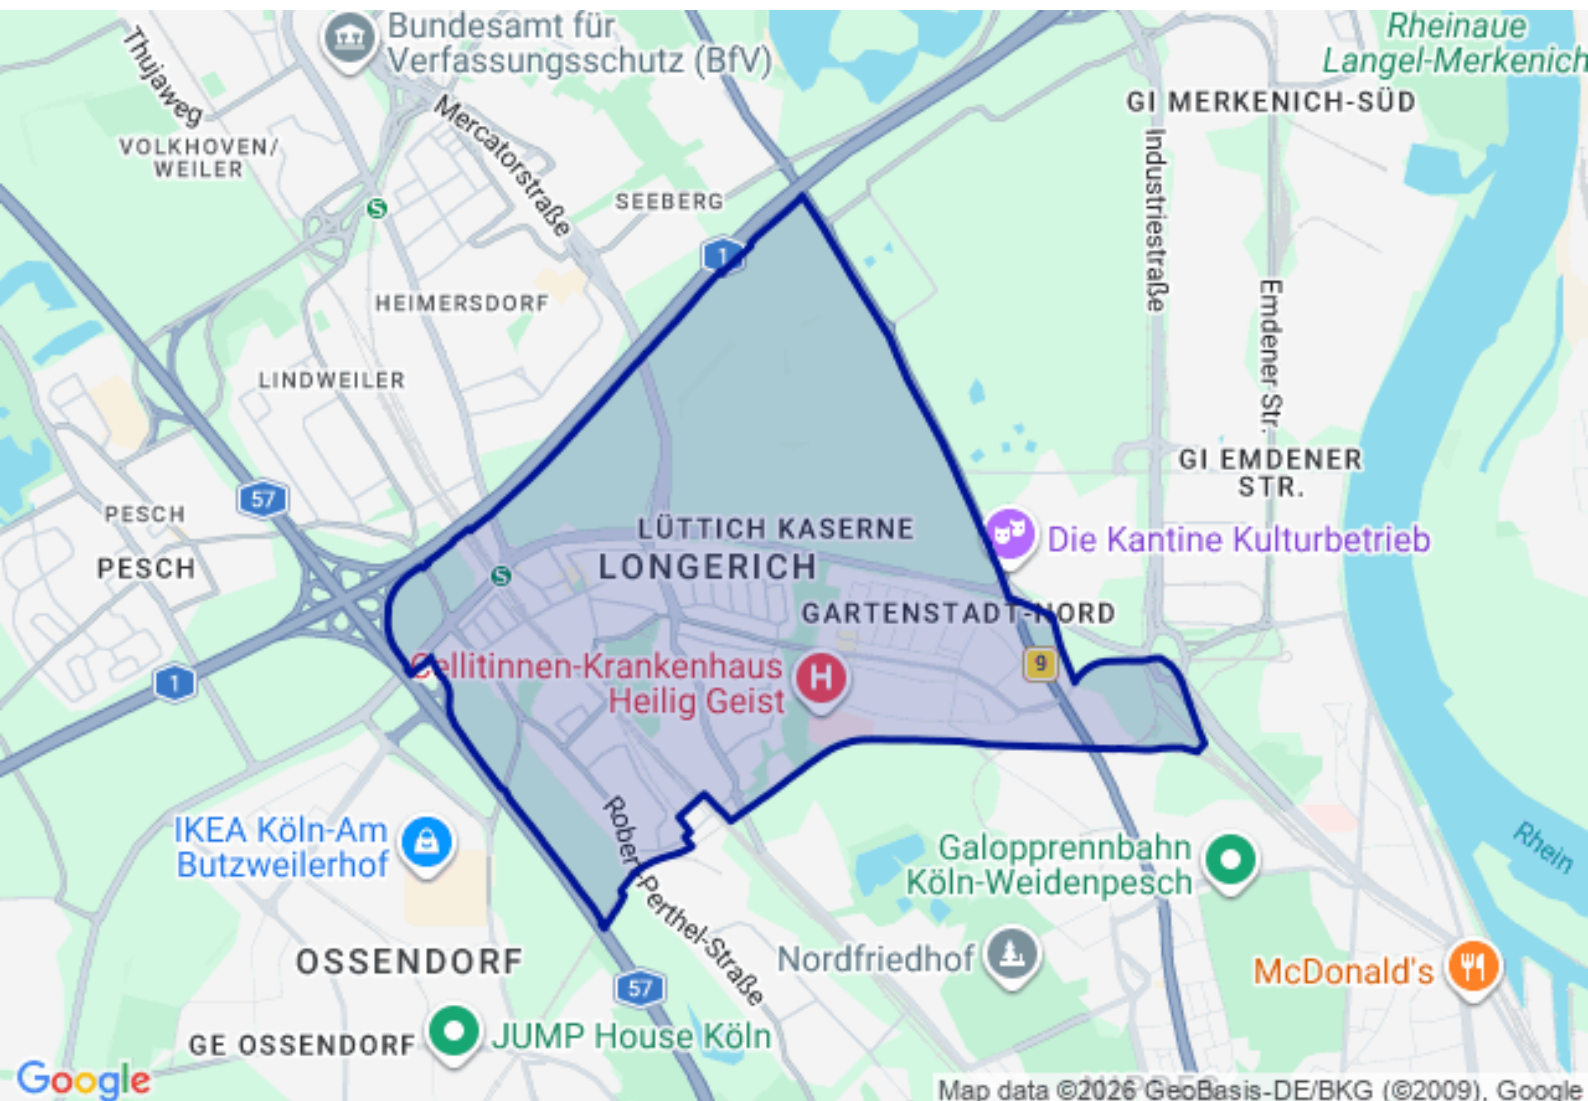 Bundesamt für
Verfassungsschutz (BfV)
Rheinaue
Langel-Merkenich
Thujaweg
Mercatorstraße
GI MERKENICH-SÜD
VOLKHOVEN/
WEILER
S
SEEBERG
Industriestraße
1
HEIMERSDORF
Emdener Str.
LINDWEILER
GI EMDENER
STR.
57
PESCH
LÜTTICH KASERNE
Die Kantine Kulturbetrieb
PESCH
S
LONGERICH
GARTENSTADT-NORD
Cellitinnen-Krankenhaus
Heilig Geist
H
9
1
Robert-Perthel-Straße
IKEA Köln-Am
Butzweilerhof
Galopprennbahn
Köln-Weidenpesch
Rhein
OSSENDORF
Nordfriedhof
McDonald's
57
GE OSSENDORF
JUMP House Köln
Google
Map data ©2026 GeoBasis-DE/BKG (©2009), Google